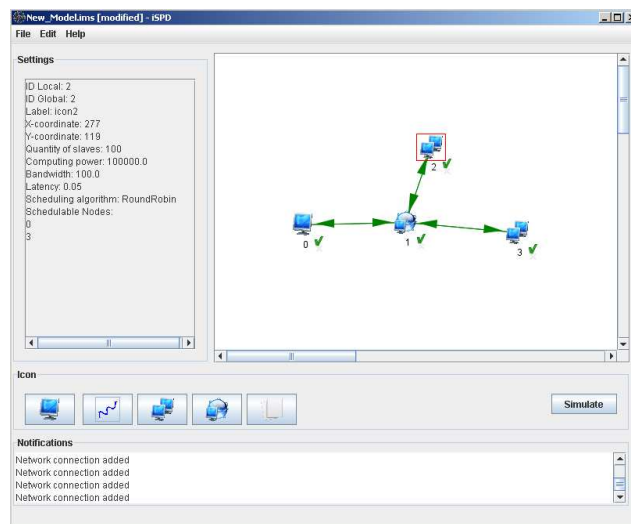 New_Model.ims [modified] - iSPD
File Edit Help
Settings
ID Local: 2
ID Global: 2
Label: icon2
X-coordinate: 277
Y-coordinate: 119
Quantity of slaves: 100
Computing power: 100000.0
Bandwidth: 100.0
Latency: 0.05
Scheduling algorithm: RoundRobin
Schedulable Nodes:
0
3
2
0
1
3
Icon
Simulate
Notifications
Network connection added
Network connection added
Network connection added
Network connection added